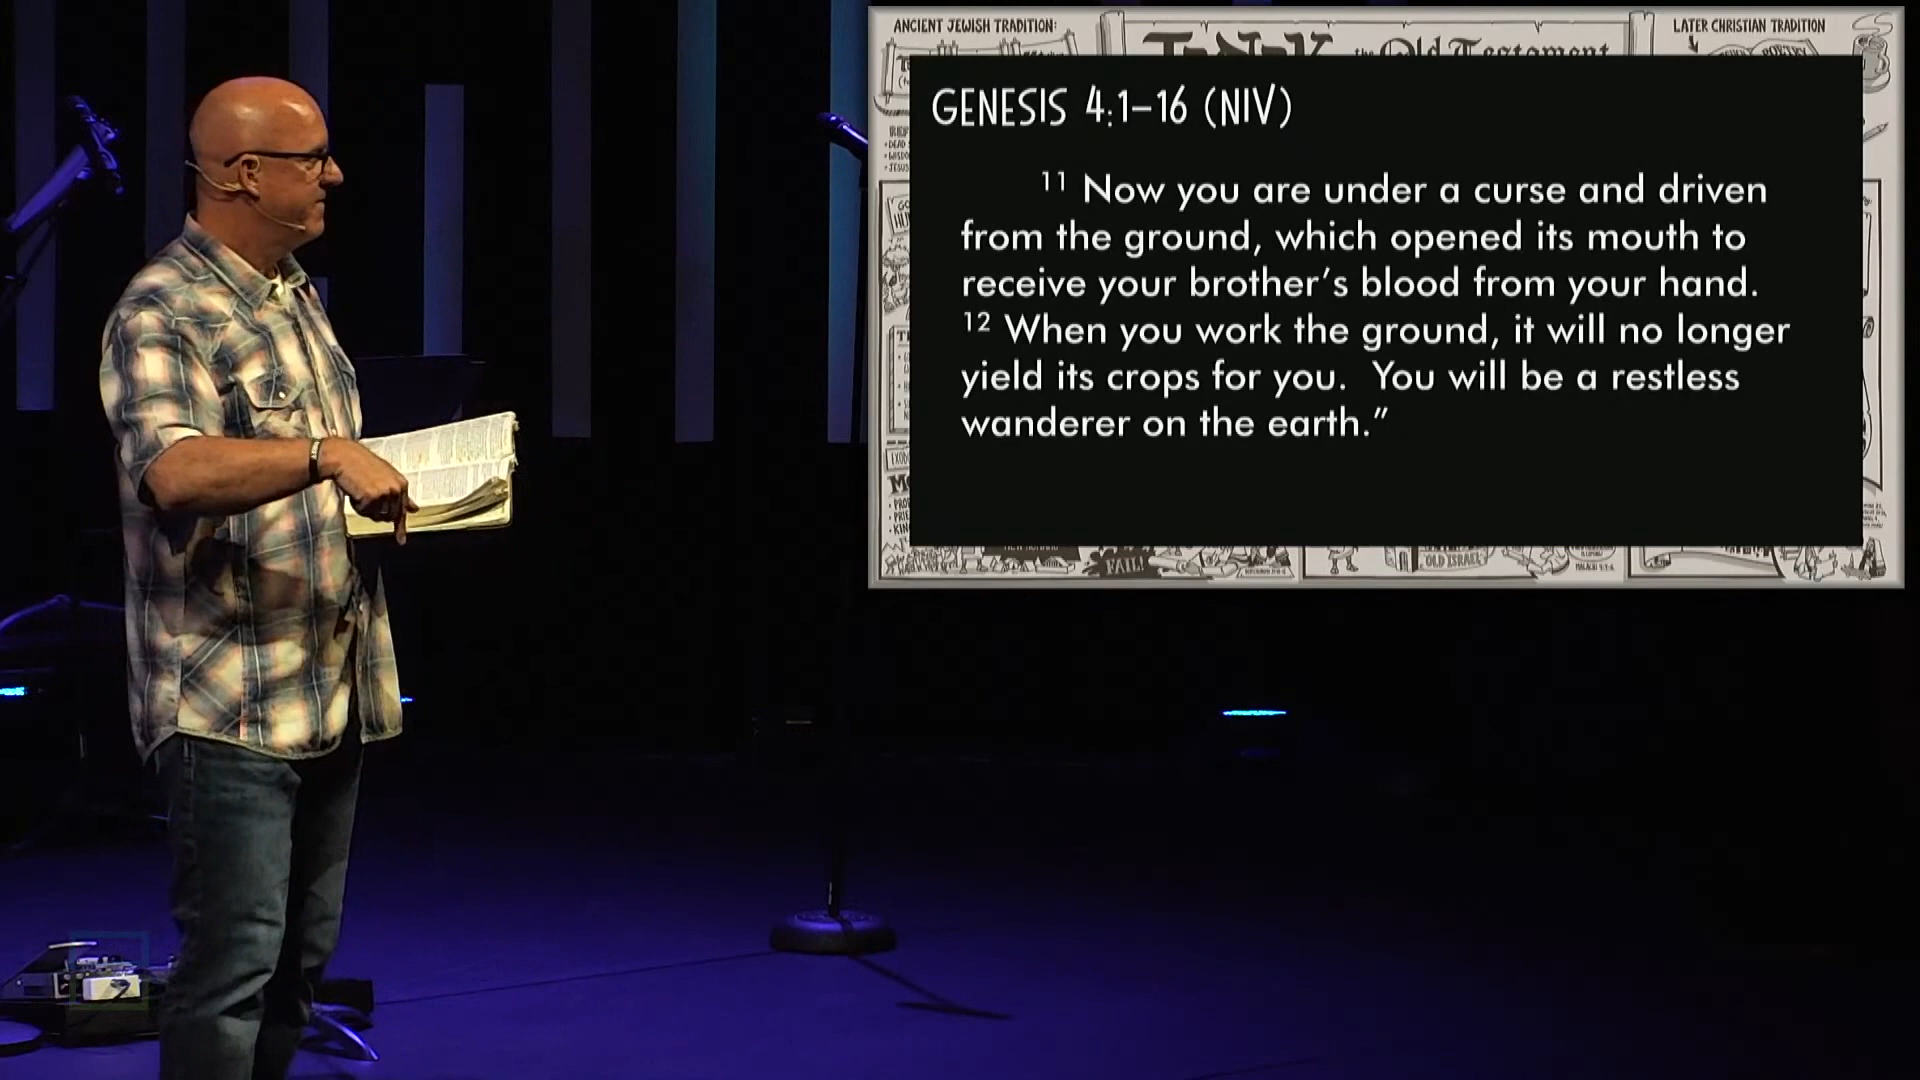 ANCIENT JEWISH TRADITION:
LATER CHRISTIAN TRADITION
the Old Testament
GENESIS 4:1–16 (NIV)
11 Now you are under a curse and driven
from the ground, which opened its mouth to
receive your brother’s blood from your hand.
12 When you work the ground, it will no longer
yield its crops for you.  You will be a restless
wanderer on the earth.”
FAIL!
OLD ISRAEL